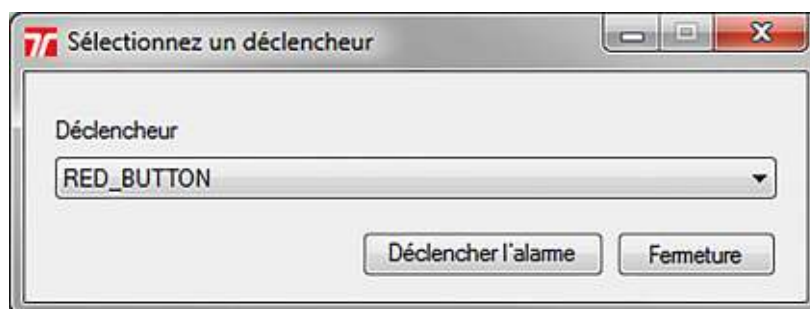 Sélectionnez un déclencheur
Déclencheur
RED_BUTTON
Déclencher l'alarme Fermeture